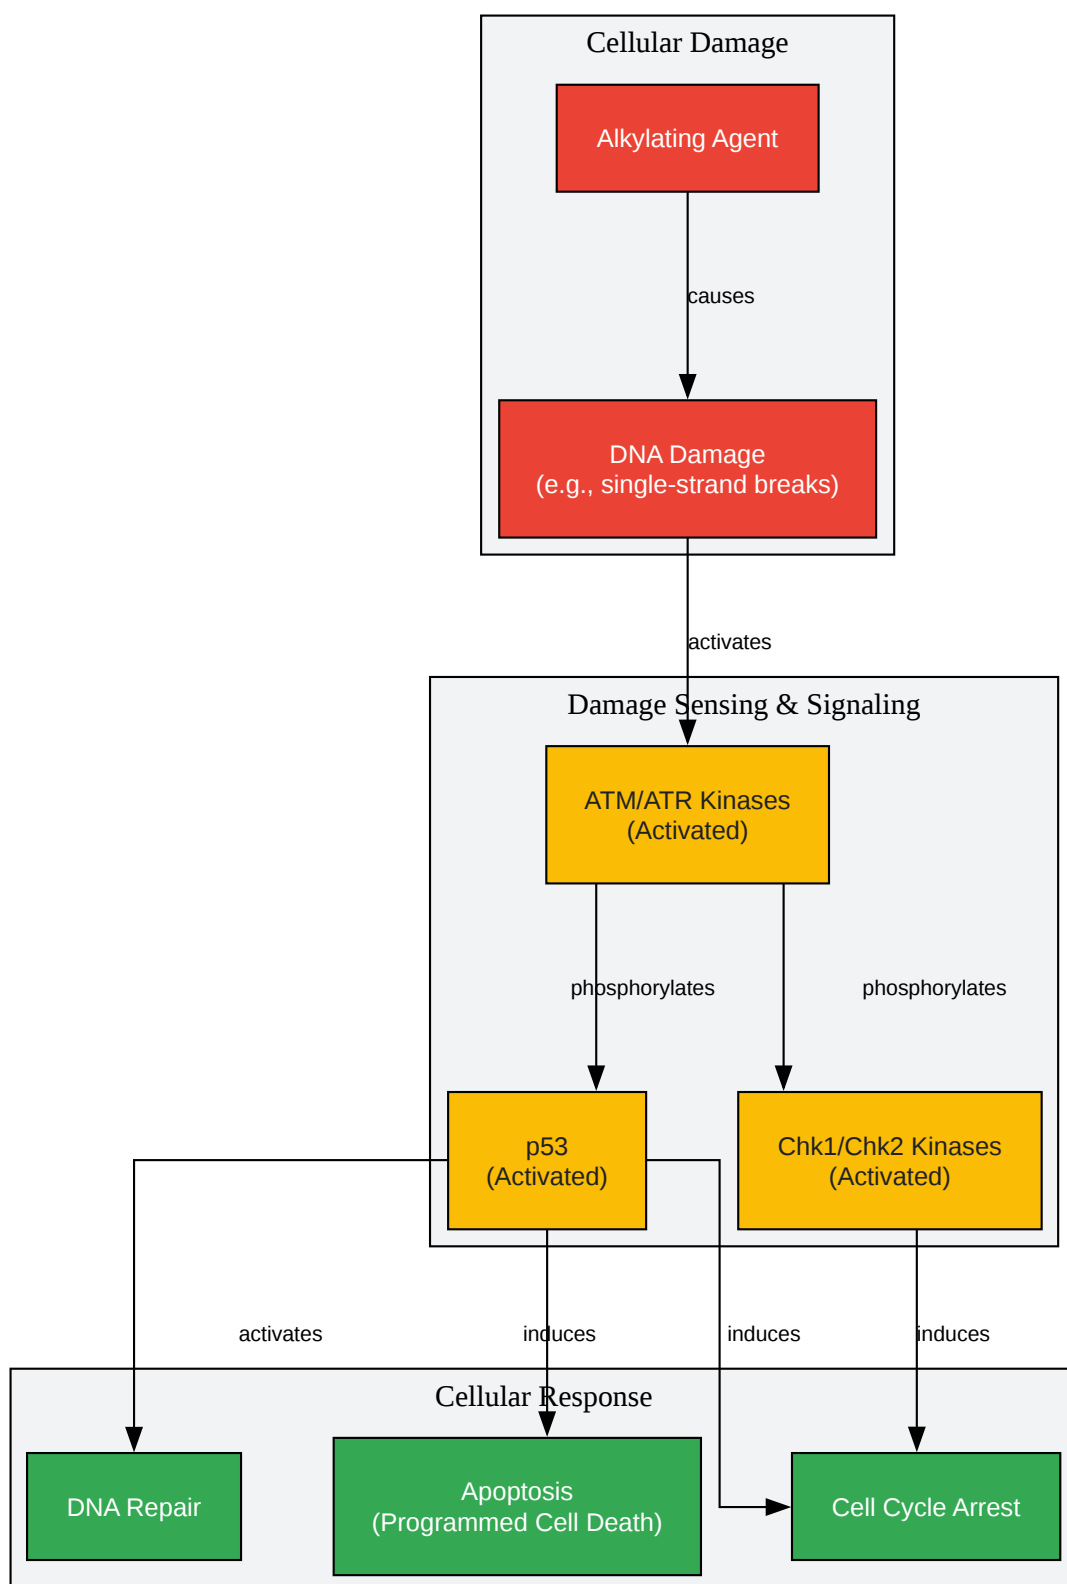 Cellular Damage
Alkylating Agent
causes
DNA Damage
(e.g., single-strand breaks)
activates
Damage Sensing & Signaling
ATM/ATR Kinases
(Activated)
phosphorylates
phosphorylates
p53
(Activated)
Chk1/Chk2 Kinases
(Activated)
activates
induces
induces
induces
Cellular Response
DNA Repair
Apoptosis
(Programmed Cell Death)
Cell Cycle Arrest